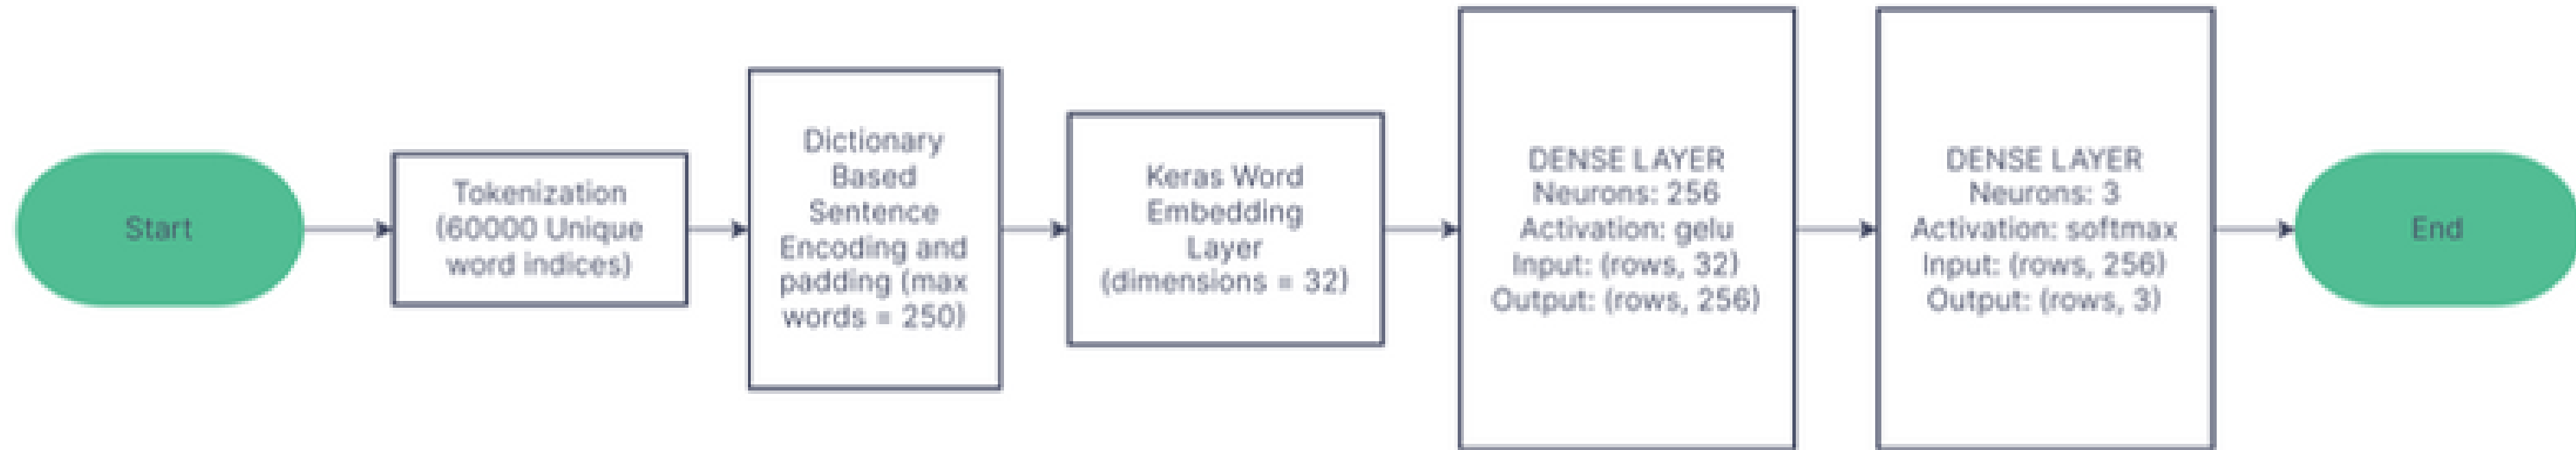 Start
Tokenization
(60000 Unique
word indices)
Dictionary
Based
Sentence
Encoding and
padding (max
words = 250)
Keras Word
Embedding
Layer
(dimensions = 32)
DENSE LAYER
Neurons: 256
Activation: gelu
Input: (rows, 32)
Output: (rows, 256)
DENSE LAYER
Neurons: 3
Activation: softmax
Input: (rows, 256)
Output: (rows, 3)
End